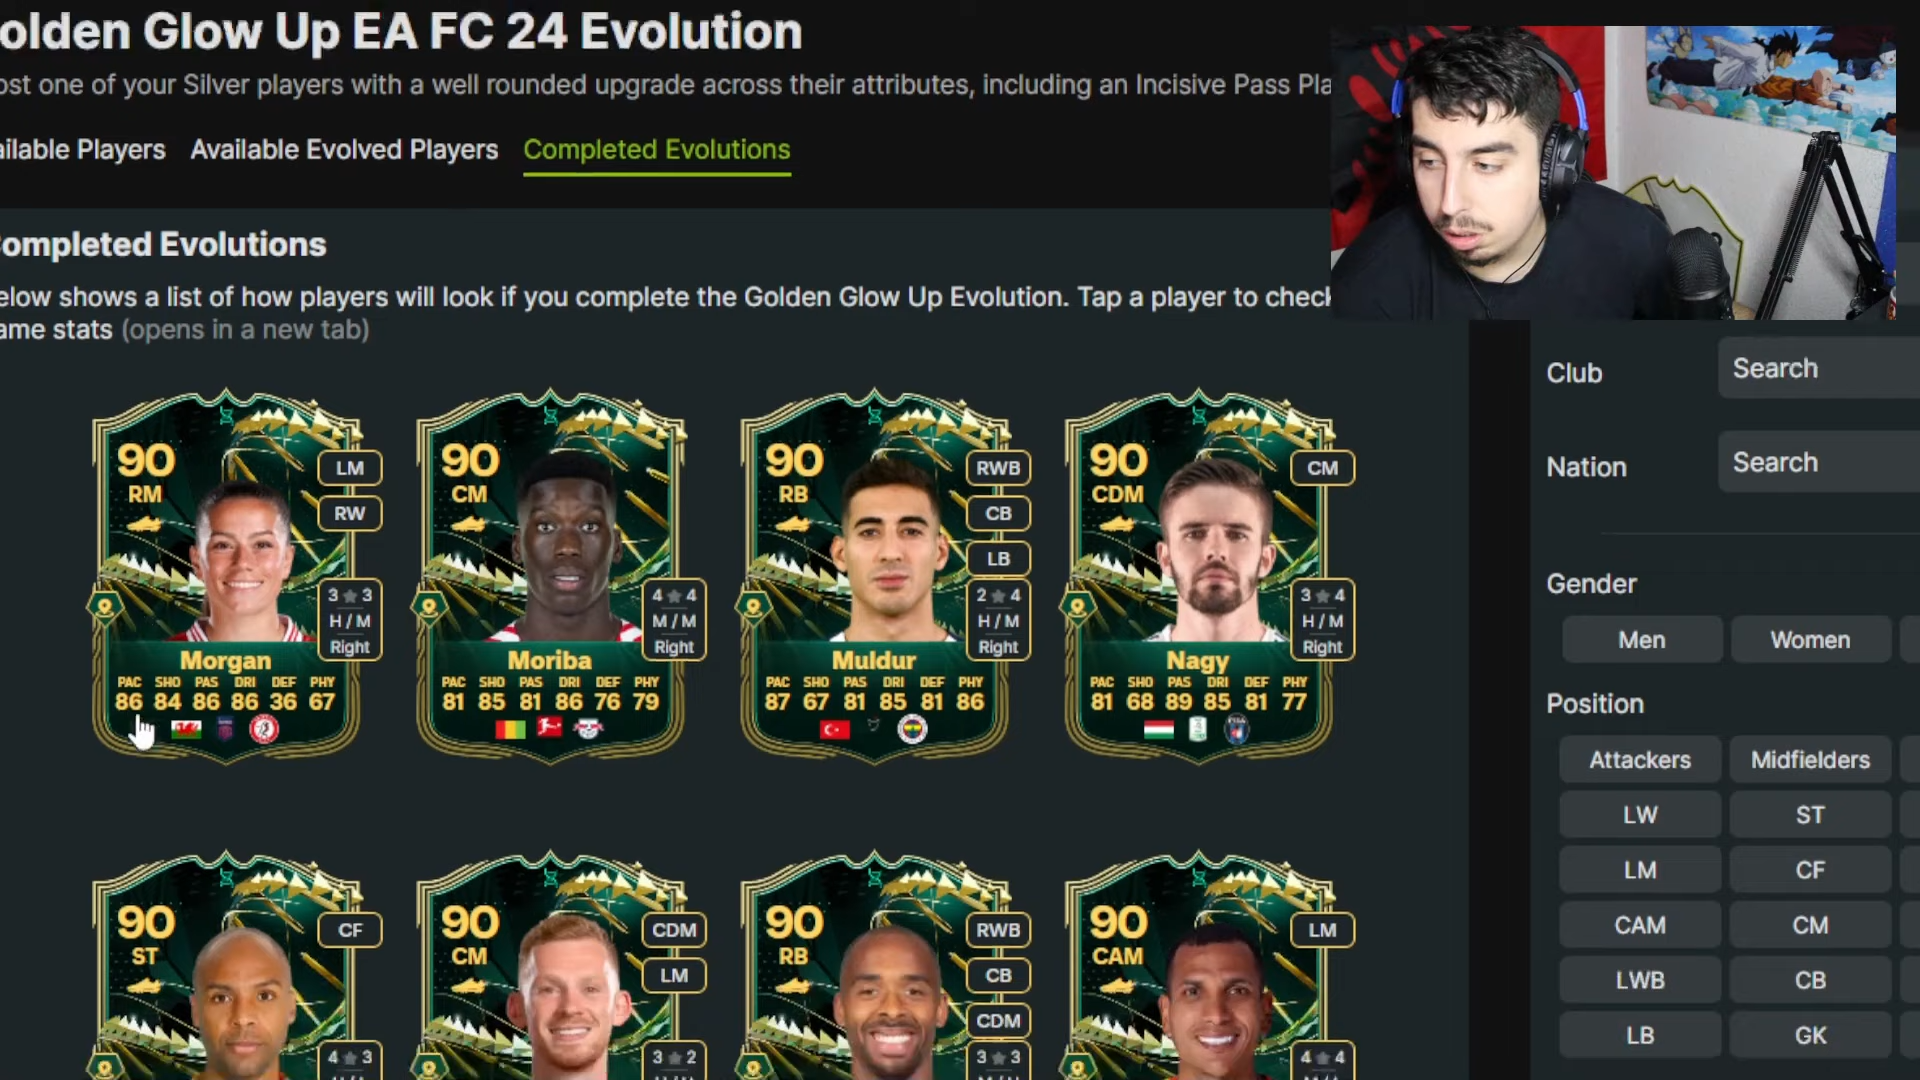 olden Glow Up EA FC 24 Evolution
ost one of your Silver players with a well rounded upgrade across their attributes, including an Incisive Pass Pla
ailable Players Available Evolved Players Completed Evolutions
ompleted Evolutions
elow shows a list of how players will look if you complete the Golden Glow Up Evolution. Tap a player to check
ame stats (opens in a new tab)
90
RM
LM
RW
3 ★ 3
H / M
Right
Morgan
PAC SHO PAS DRI DEF PHY
86 84 86 86 36 67
90
CM
4 ★ 4
M / M
Right
Moriba
PAC SHO PAS DRI DEF PHY
81 85 81 86 76 79
90
RB
RWB
CB
LB
2 ★ 4
H / M
Right
Muldur
PAC SHO PAS DRI DEF PHY
87 67 81 85 81 86
90
CDM
CM
3 ★ 4
H / M
Right
Nagy
PAC SHO PAS DRI DEF PHY
81 68 89 85 81 77
90
ST
CF
4 ★ 3
90
CM
CDM
LM
3 ★ 2
90
RB
RWB
CB
CDM
3 ★ 3
90
CAM
LM
4 ★ 4
Club Search
Nation Search
Gender
Men Women
Position
Attackers Midfielders
LW ST
LM CF
CAM CM
LWB CB
LB GK